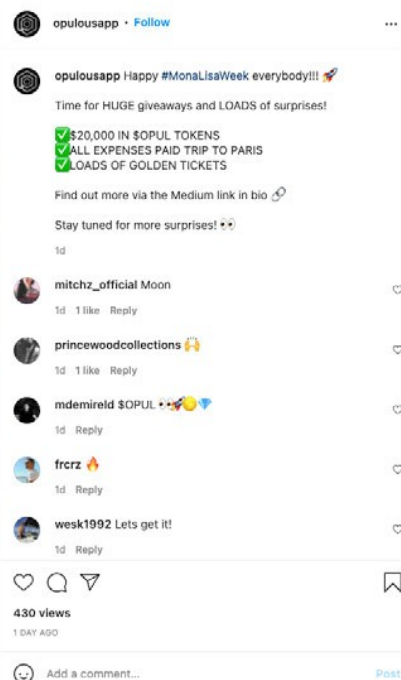 opulousapp • Follow
opulousapp Happy #MonaLisaWeek everybody!!! 🚀
Time for HUGE giveaways and LOADS of surprises!
✅$20,000 IN $OPUL TOKENS
✅ALL EXPENSES PAID TRIP TO PARIS
✅LOADS OF GOLDEN TICKETS
Find out more via the Medium link in bio 🔗
Stay tuned for more surprises! 👀
1d
mitchz_official Moon
1d 1 like Reply
princewoodcollections 🙌
1d 1 like Reply
mdemireld $OPUL 👀🚀🌕💎
1d Reply
frcrz 🔥
1d Reply
wesk1992 Lets get it!
1d Reply
430 views
1 DAY AGO
Add a comment...
Post